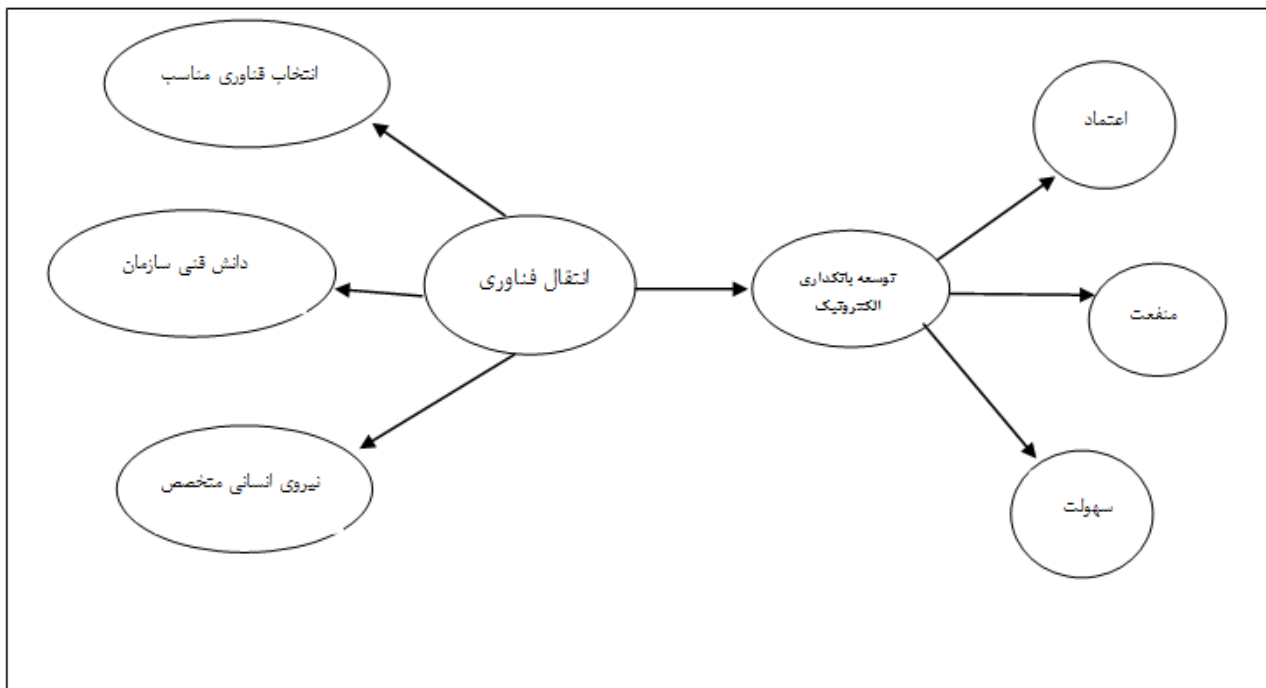 انتخاب فناوری مناسب
اعتماد
دانش فنی سازمان
انتقال فناوری
توسعه بانکداری
الکترونیک
منفعت
نیروی انسانی متخصص
سهولت